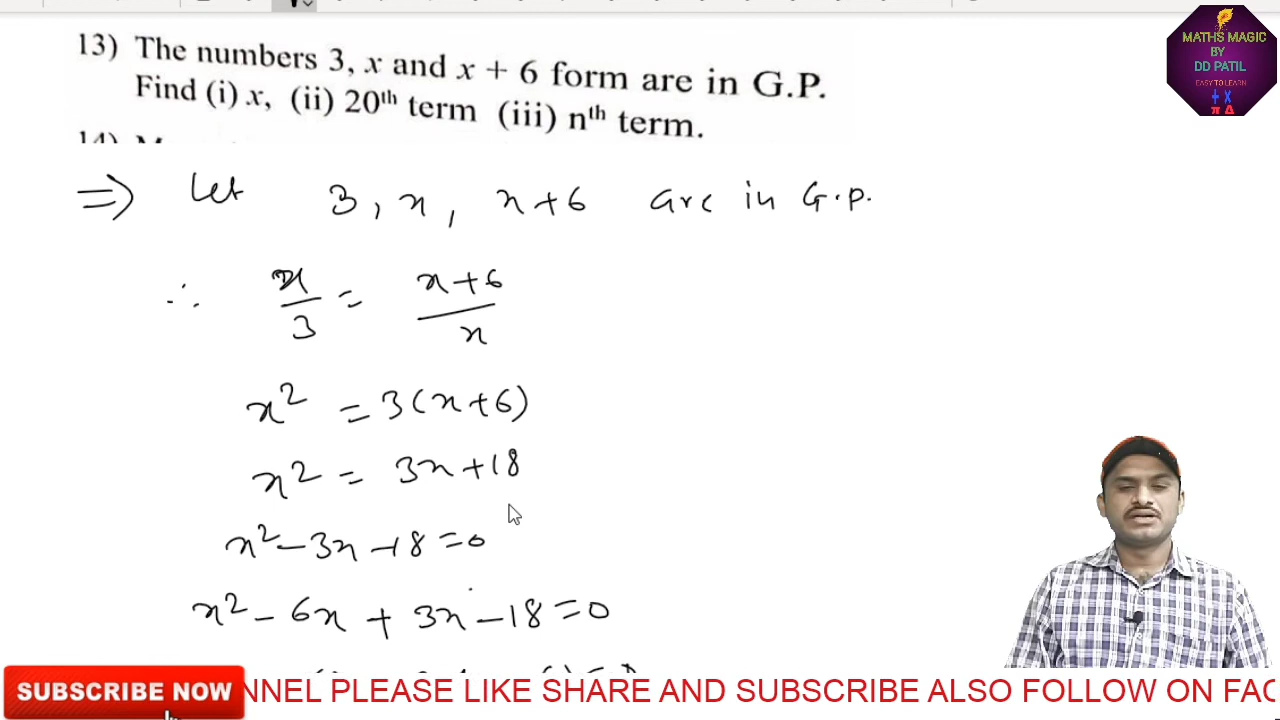 13) The numbers 3, x and x + 6 form are in G.P.
Find (i) x, (ii) 20th term (iii) nth term.
14)
MATHS MAGIC
BY
DD PATIL
EASY TO LEARN
+ X
π Δ
⇒ Let 3, x, x+6 are in G.P.
∴ x/3 = x+6/x
x² = 3(x+6)
x² = 3x+18
x² - 3x - 18 = 0
x² - 6x + 3x - 18 = 0
SUBSCRIBE NOW
NNEL PLEASE LIKE SHARE AND SUBSCRIBE ALSO FOLLOW ON FAC